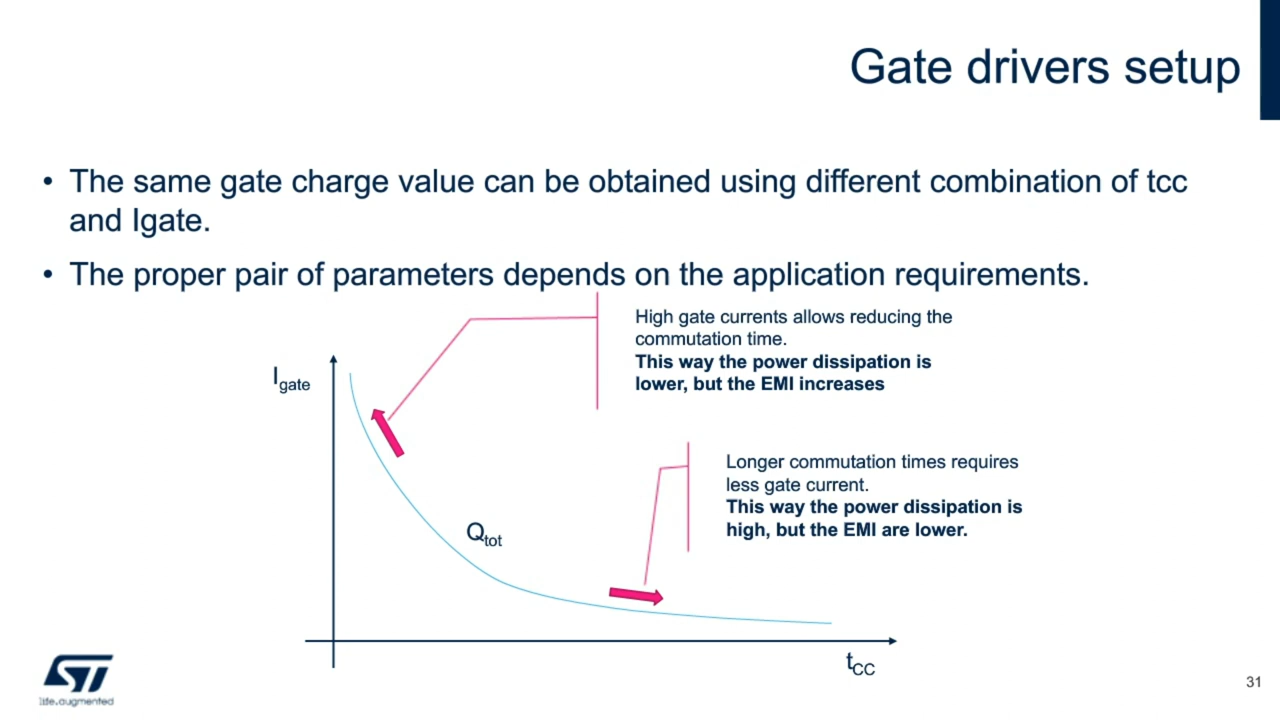 Gate drivers setup
• The same gate charge value can be obtained using different combination of tcc
and Igate.
• The proper pair of parameters depends on the application requirements.
High gate currents allows reducing the
commutation time.
This way the power dissipation is
lower, but the EMI increases
Igate
Longer commutation times requires
less gate current.
This way the power dissipation is
high, but the EMI are lower.
Qtot
tCC
ST
life.augmented
31